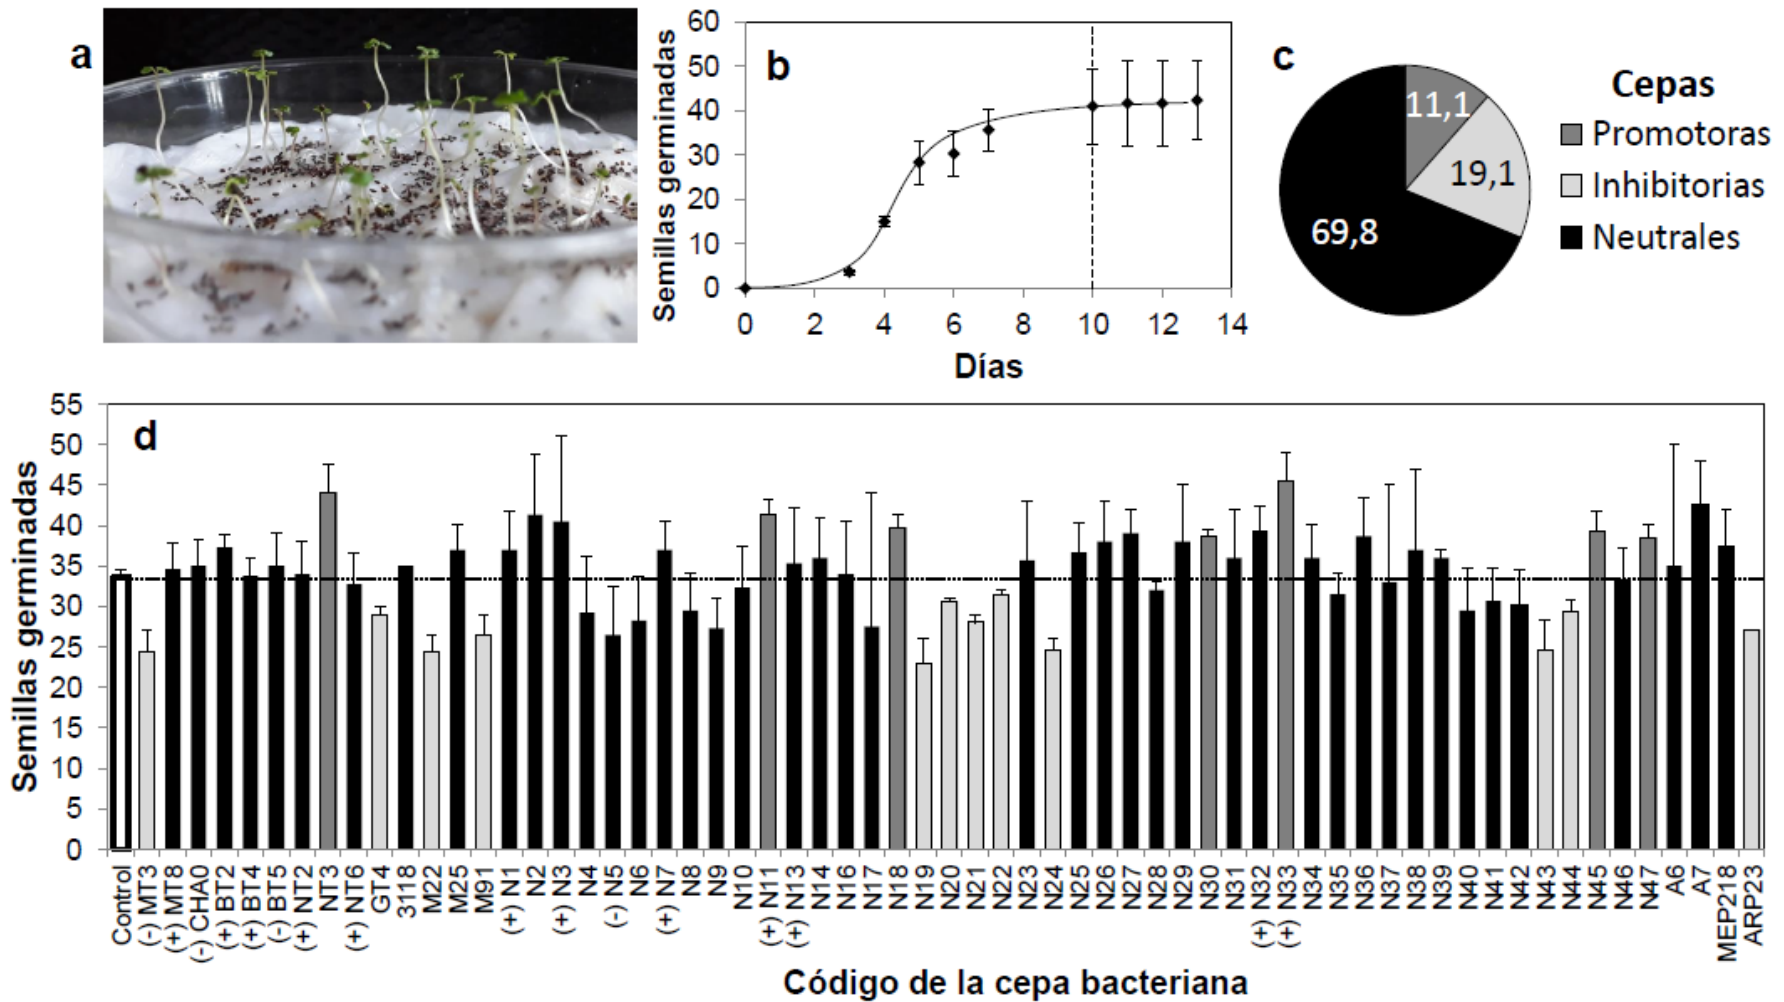 a
b
Semillas germinadas
60
50
40
30
20
10
0
0 2 4 6 8 10 12 14
Días
c
11,1
19,1
69,8
Cepas
Promotoras
Inhibitorias
Neutrales
d
Semillas germinadas
55
50
45
40
35
30
25
20
15
10
5
0
Control
(-) MT3
(+) MT8
(-) CHA0
(+) BT2
(+) BT4
(-) BT5
(+) NT2
NT3
(+) NT6
GT4
3118
M22
M25
M91
(+) N1
N2
(+) N3
N4
(-) N5
N6
(+) N7
N8
N9
N10
(+) N11
(+) N13
N14
N16
N17
N18
N19
N20
N21
N22
N23
N24
N25
N26
N27
N28
N29
N30
N31
(+) N32
(+) N33
N34
N35
N36
N37
N38
N39
N40
N41
N42
N43
N44
N45
N46
N47
A6
A7
MEP218
ARP23
Código de la cepa bacteriana